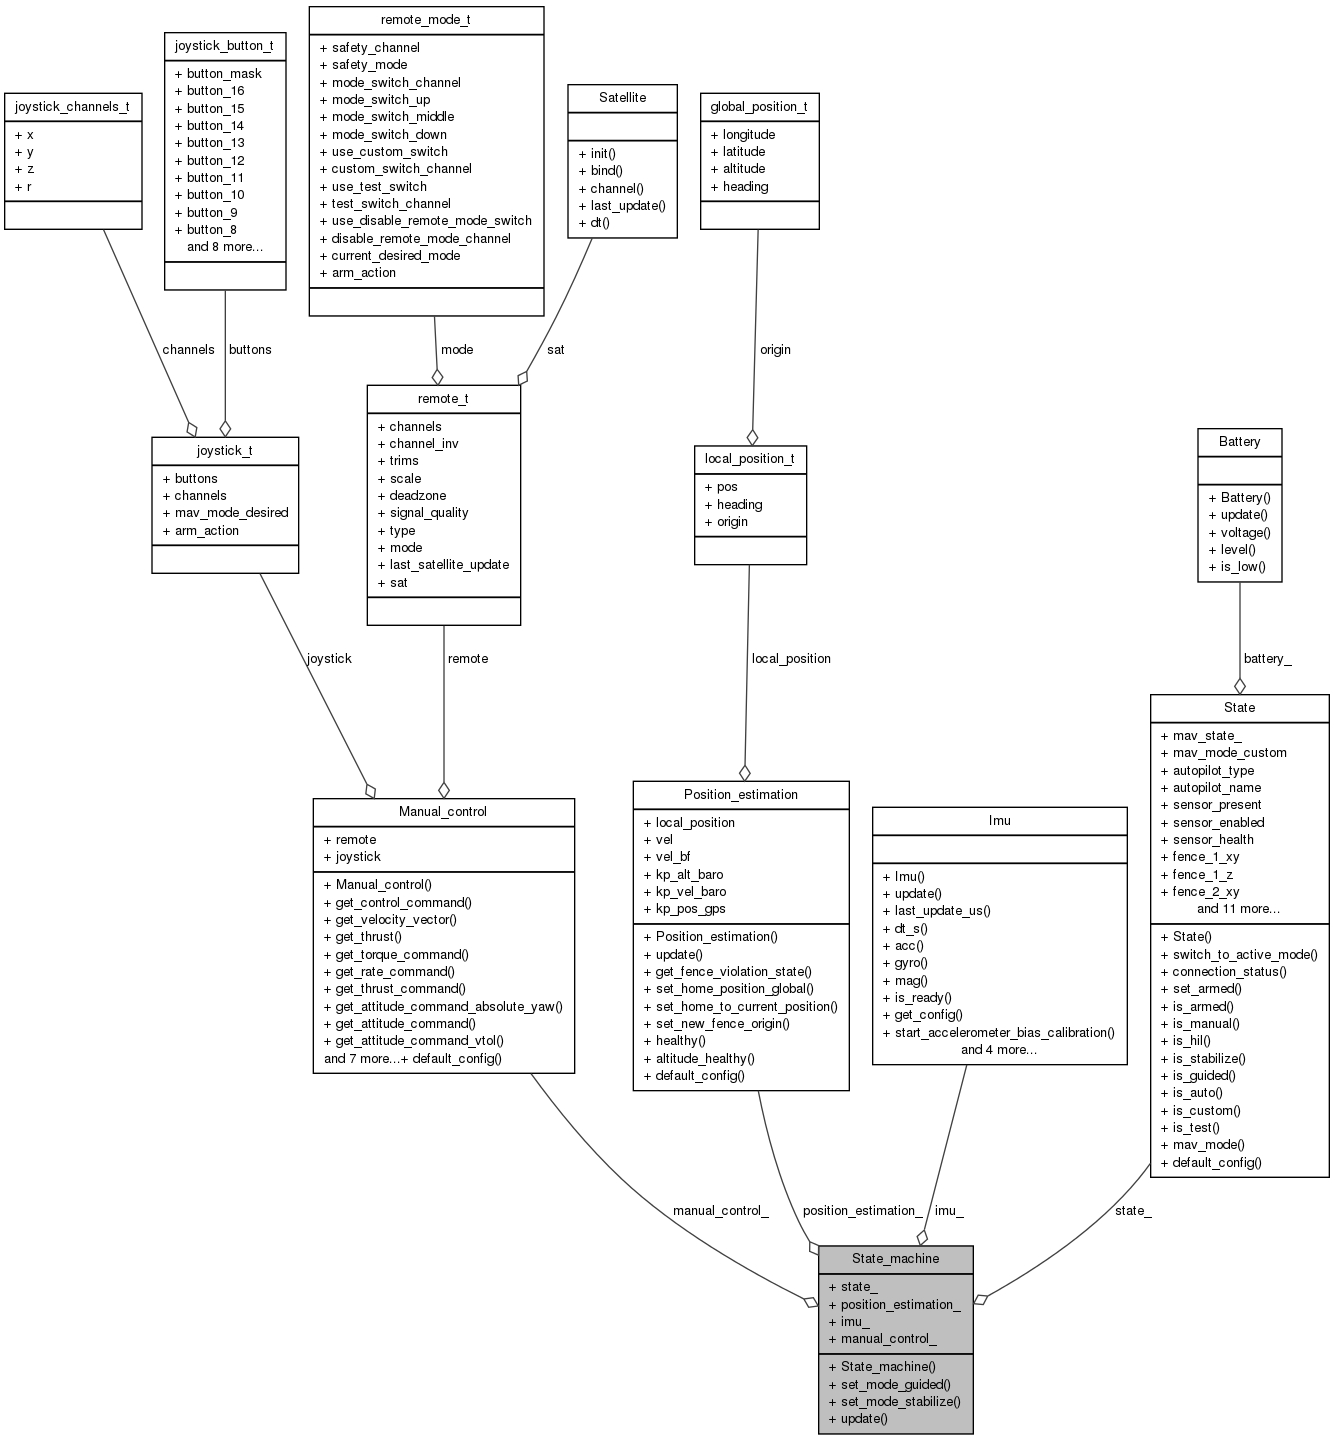 remote_mode_t
+ safety_channel
+ safety_mode
+ mode_switch_channel
+ mode_switch_up
+ mode_switch_middle
+ mode_switch_down
+ use_custom_switch
+ custom_switch_channel
+ use_test_switch
+ test_switch_channel
+ use_disable_remote_mode_switch
+ disable_remote_mode_channel
+ current_desired_mode
+ arm_action
joystick_button_t
+ button_mask
+ button_16
+ button_15
+ button_14
+ button_13
+ button_12
+ button_11
+ button_10
+ button_9
+ button_8
and 8 more...
joystick_channels_t
+ x
+ y
+ z
+ r
Satellite
+ init()
+ bind()
+ channel()
+ last_update()
+ dt()
global_position_t
+ longitude
+ latitude
+ altitude
+ heading
channels
buttons
mode
sat
origin
joystick_t
+ buttons
+ channels
+ mav_mode_desired
+ arm_action
remote_t
+ channels
+ channel_inv
+ trims
+ scale
+ deadzone
+ signal_quality
+ type
+ mode
+ last_satellite_update
+ sat
local_position_t
+ pos
+ heading
+ origin
Battery
+ Battery()
+ update()
+ voltage()
+ level()
+ is_low()
joystick
remote
local_position
battery_
Manual_control
+ remote
+ joystick
+ Manual_control()
+ get_control_command()
+ get_velocity_vector()
+ get_thrust()
+ get_torque_command()
+ get_rate_command()
+ get_thrust_command()
+ get_attitude_command_absolute_yaw()
+ get_attitude_command()
+ get_attitude_command_vtol()
and 7 more...+ default_config()
Position_estimation
+ local_position
+ vel
+ vel_bf
+ kp_alt_baro
+ kp_vel_baro
+ kp_pos_gps
+ Position_estimation()
+ update()
+ get_fence_violation_state()
+ set_home_position_global()
+ set_home_to_current_position()
+ set_new_fence_origin()
+ healthy()
+ altitude_healthy()
+ default_config()
Imu
+ Imu()
+ update()
+ last_update_us()
+ dt_s()
+ acc()
+ gyro()
+ mag()
+ is_ready()
+ get_config()
+ start_accelerometer_bias_calibration()
and 4 more...
State
+ mav_state_
+ mav_mode_custom
+ autopilot_type
+ autopilot_name
+ sensor_present
+ sensor_enabled
+ sensor_health
+ fence_1_xy
+ fence_1_z
+ fence_2_xy
and 11 more...
+ State()
+ switch_to_active_mode()
+ connection_status()
+ set_armed()
+ is_armed()
+ is_manual()
+ is_hil()
+ is_stabilize()
+ is_guided()
+ is_auto()
+ is_custom()
+ is_test()
+ mav_mode()
+ default_config()
manual_control_
position_estimation_
imu_
state_
State_machine
+ state_
+ position_estimation_
+ imu_
+ manual_control_
+ State_machine()
+ set_mode_guided()
+ set_mode_stabilize()
+ update()